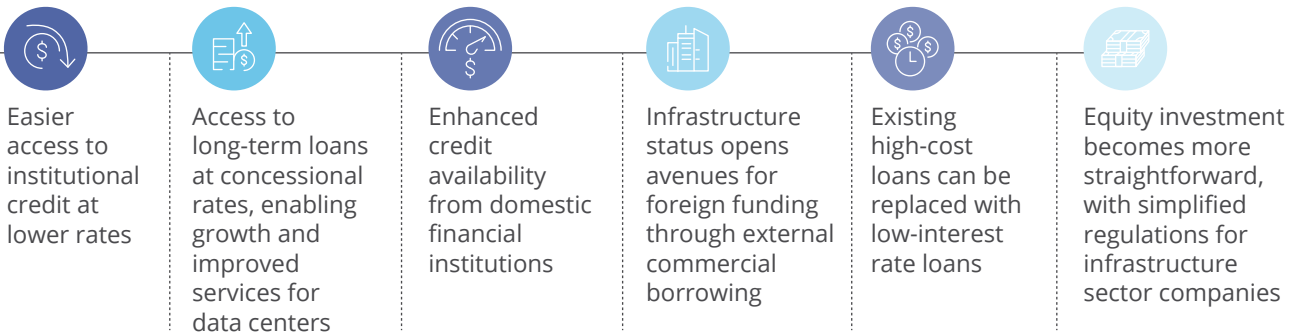 Easier
access to
institutional
credit at
lower rates
Access to
long-term loans
at concessional
rates, enabling
growth and
improved
services for
data centers
Enhanced
credit
availability
from domestic
financial
institutions
Infrastructure
status opens
avenues for
foreign funding
through external
commercial
borrowing
Existing
high-cost
loans can be
replaced with
low-interest
rate loans
Equity investment
becomes more
straightforward,
with simplified
regulations for
infrastructure
sector companies